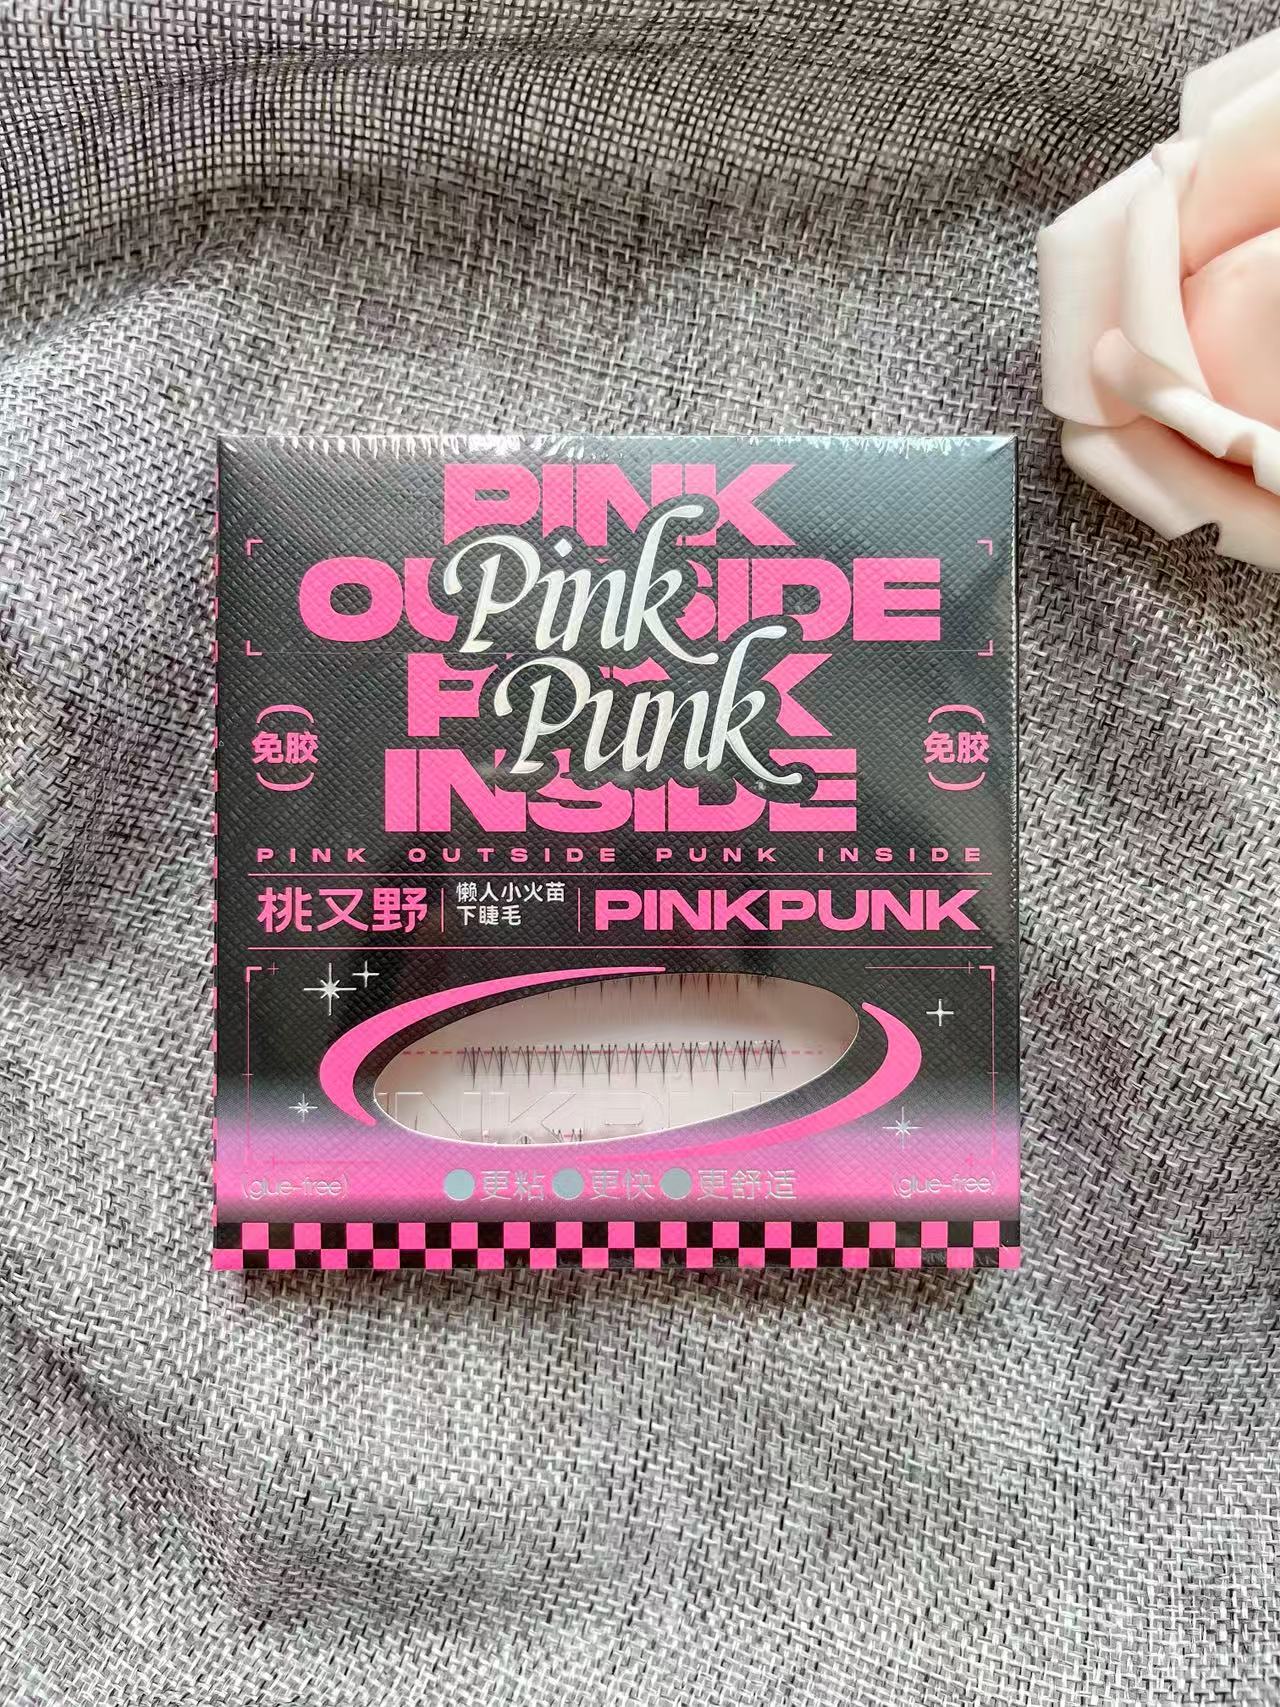 PINK
OUTSIDE
PUNK
INSIDE
Pink
Punk
免胶
免胶
PINK OUTSIDE PUNK INSIDE
桃又野
懒人小火苗
下睫毛
PINKPUNK
更粘 更快 更舒适
(glue-free)
(glue-free)